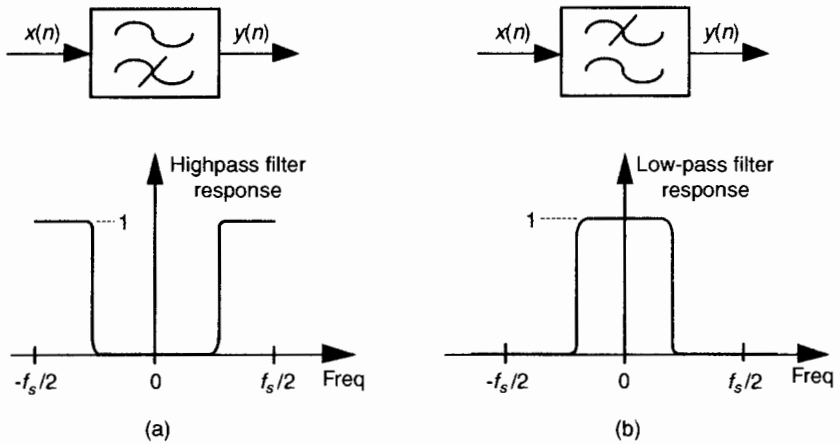 x(n)
y(n)
x(n)
y(n)
Highpass filter
response
1
-fs/2
0
fs/2
Freq
(a)
Low-pass filter
response
1
-fs/2
0
fs/2
Freq
(b)